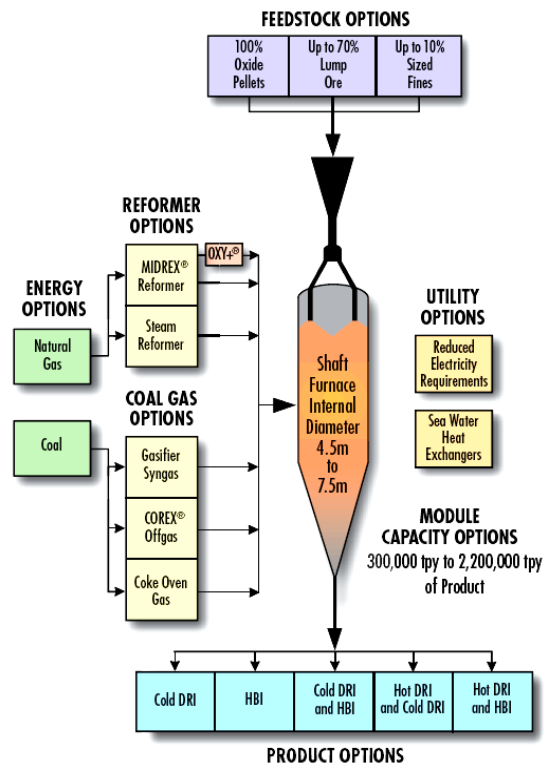 FEEDSTOCK OPTIONS
100%
Oxide
Pellets
Up to 70%
Lump
Ore
Up to 10%
Sized
Fines
REFORMER
OPTIONS
OXY+®
MIDREX®
Reformer
Steam
Reformer
ENERGY
OPTIONS
Natural
Gas
Coal
COAL GAS
OPTIONS
Gasifier
Syngas
COREX®
Offgas
Coke Oven
Gas
Shaft
Furnace
Internal
Diameter
4.5m
to
7.5m
UTILITY
OPTIONS
Reduced
Electricity
Requirements
Sea Water
Heat
Exchangers
MODULE
CAPACITY OPTIONS
300,000 tpy to 2,200,000 tpy
of Product
Cold DRI
HBI
Cold DRI
and HBI
Hot DRI
and Cold DRI
Hot DRI
and HBI
PRODUCT OPTIONS